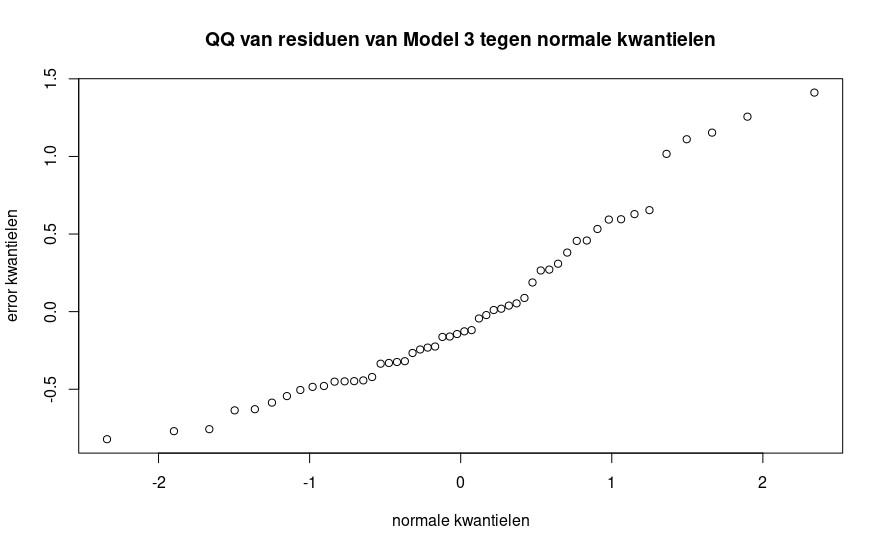 QQ van residuen van Model 3 tegen normale kwantielen
1.5
1.0
0.5
0.0
-0.5
error kwantielen
-2 -1 0 1 2
normale kwantielen